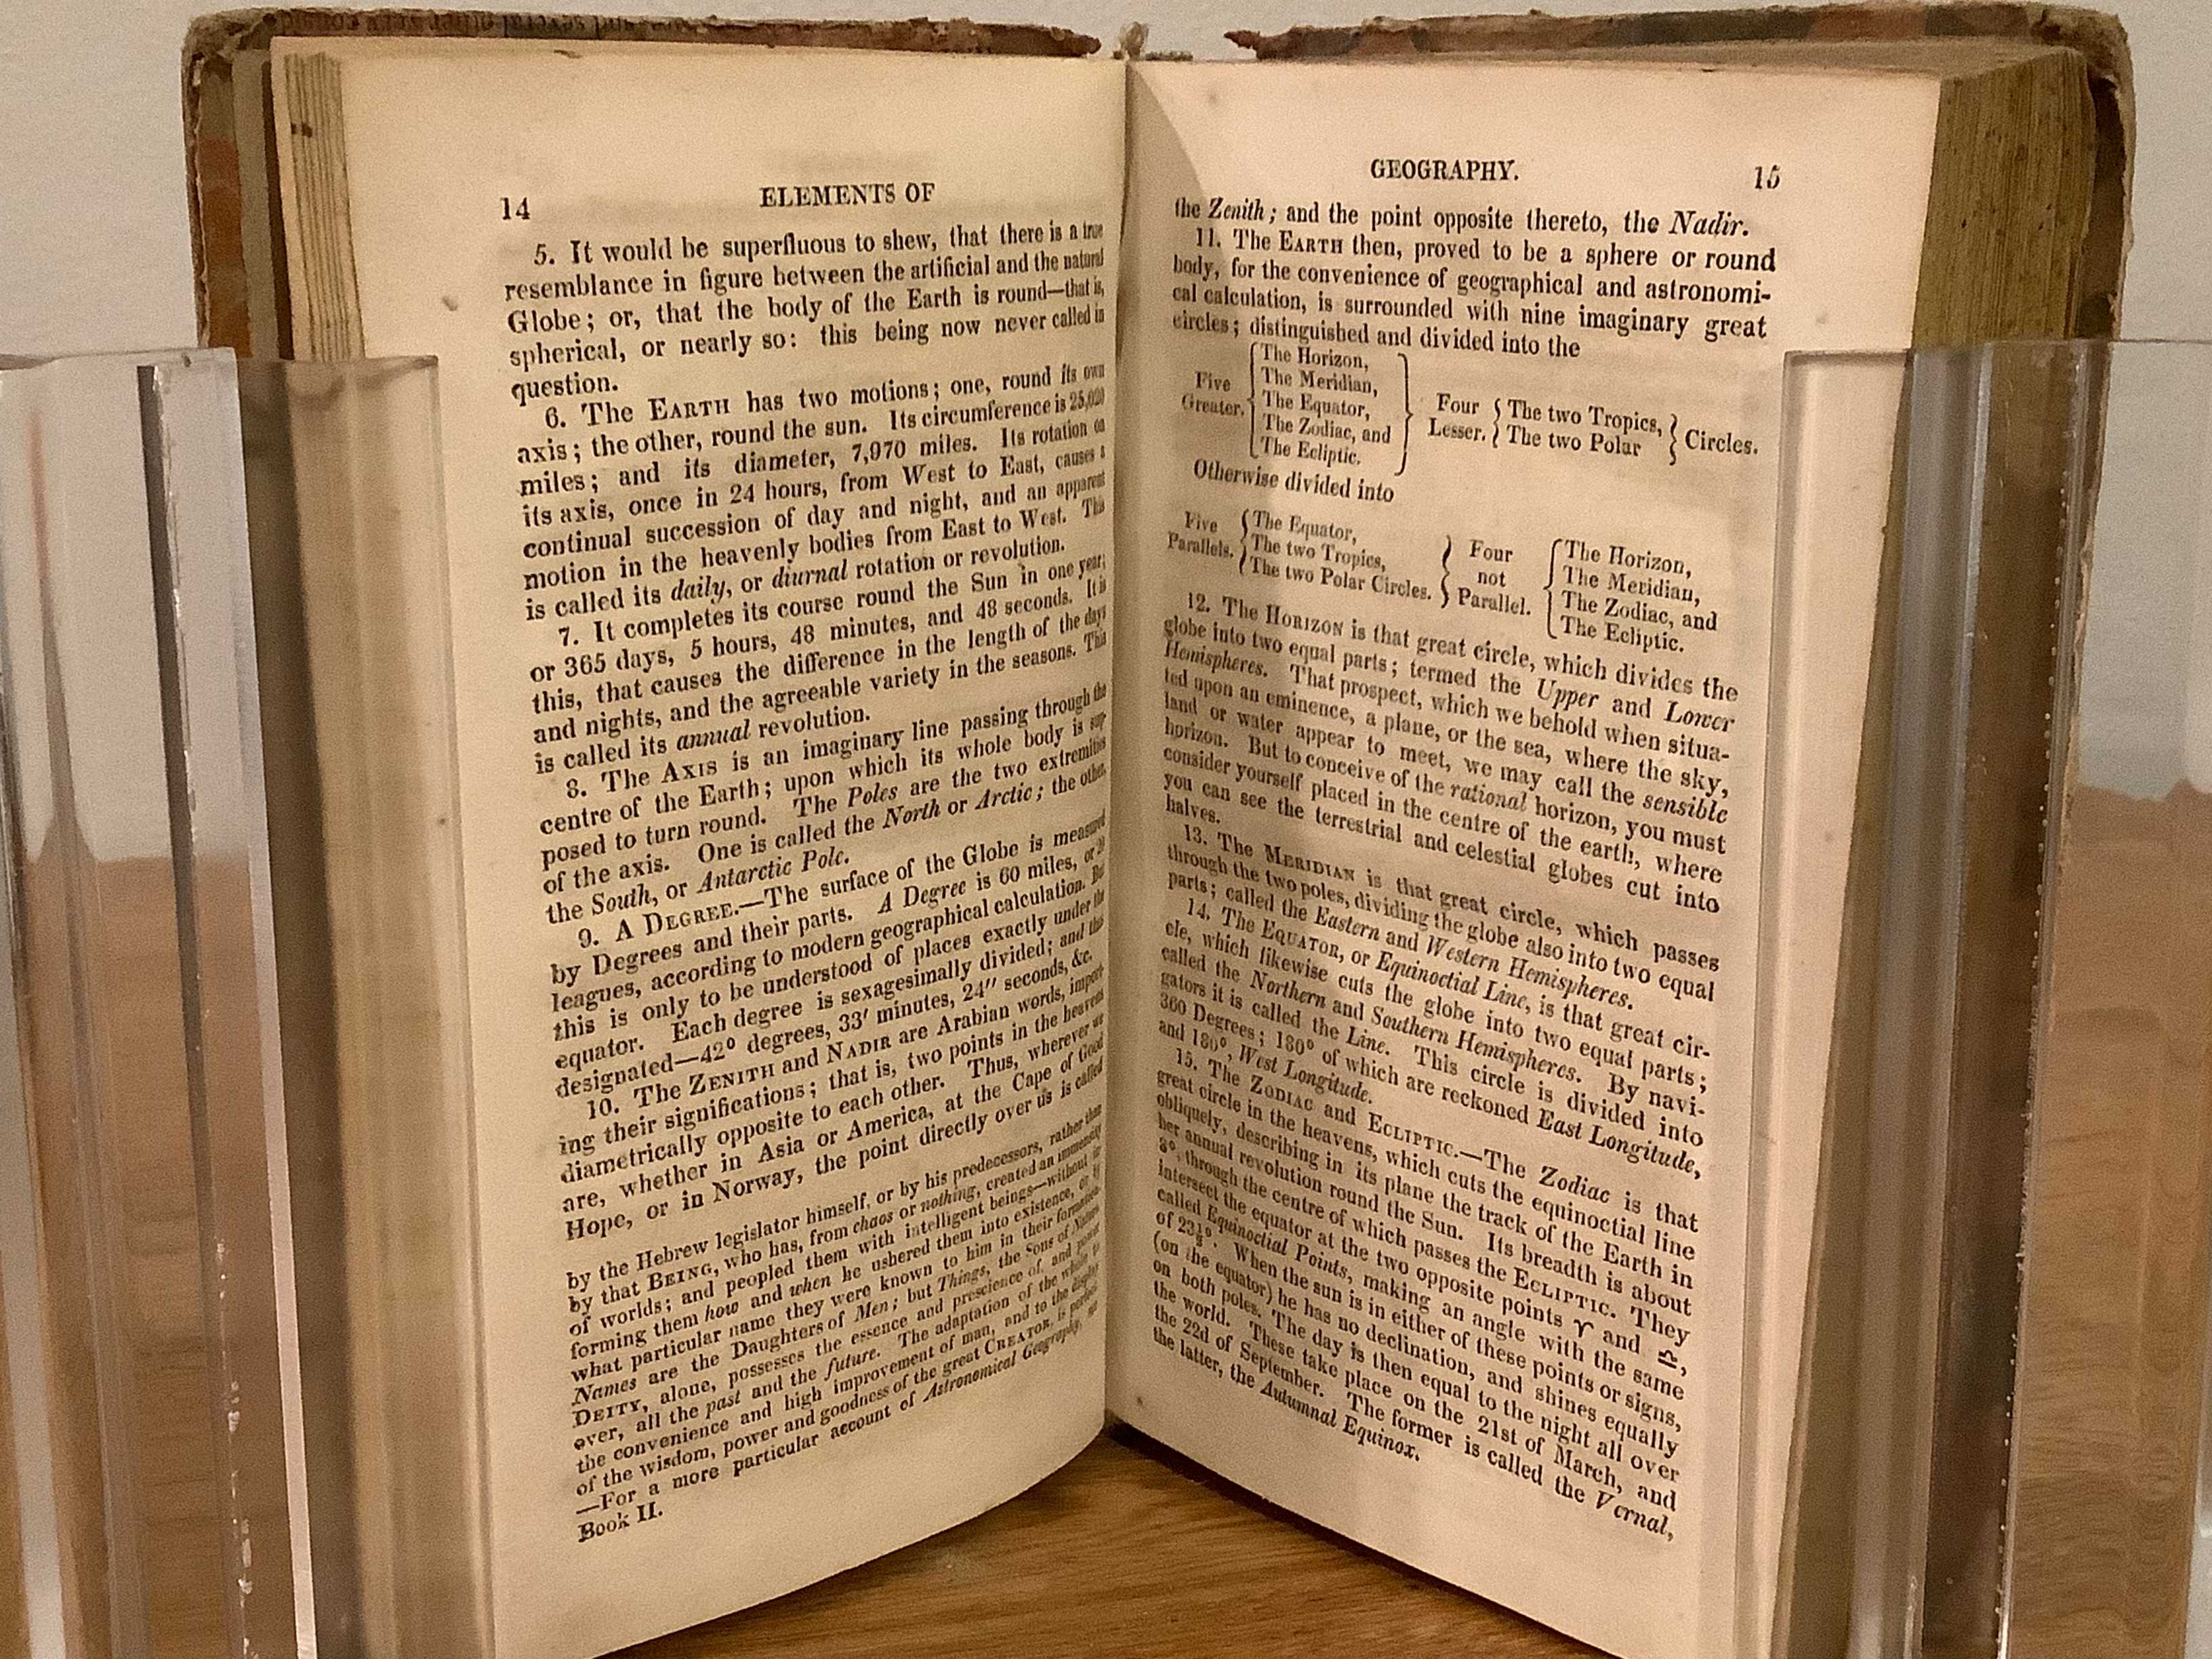 14
ELEMENTS OF
5. It would be superfluous to shew, that there is a true
resemblance in figure between the artificial and the natural
Globe; or, that the body of the Earth is round—that is,
spherical, or nearly so: this being now never called in
question.
6. The EARTH has two motions; one, round its own
axis; the other, round the sun. Its circumference is 25,020
miles; and its diameter, 7,970 miles. Its rotation on
its axis, once in 24 hours, from West to East, causes a
continual succession of day and night, and an apparent
motion in the heavenly bodies from East to West. This
is called its daily, or diurnal rotation or revolution.
7. It completes its course round the Sun in one year;
or 365 days, 5 hours, 48 minutes, and 48 seconds. It is
this, that causes the difference in the length of the days
and nights, and the agreeable variety in the seasons. This
is called its annual revolution.
8. The AXIS is an imaginary line passing through the
centre of the Earth; upon which its whole body is sup-
posed to turn round. The Poles are the two extremities
of the axis. One is called the North or Arctic; the other,
the South, or Antarctic Pole.
9. A DEGREE.—The surface of the Globe is measured
by Degrees and their parts. A Degree is 60 miles, or 20
leagues, according to modern geographical calculation. But
this is only to be understood of places exactly under the
equator. Each degree is sexagesimally divided; and thus
designated—42° degrees, 33′ minutes, 24″ seconds, &c.
10. The ZENITH and NADIR are Arabian words, import-
ing their significations; that is, two points in the heavens
diametrically opposite to each other. Thus, wherever we
are, whether in Asia or America, at the Cape of Good
Hope, or in Norway, the point directly over us is called
by the Hebrew legislator himself, or by his predecessors, rather than
by that BEING, who has, from chaos or nothing, created an immensity
of worlds; and peopled them with intelligent beings—without in-
forming them how and when he ushered them into existence, or by
what particular name they were known to him in their formation.
Names are the Daughters of Men; but Things, the Sons of Nature.
DEITY, alone, possesses the essence and prescience of, and power
over, all the past and the future. The adaptation of the whole to
the convenience and high improvement of man, and to the display
of the wisdom, power and goodness of the great CREATOR, is perfect.
—For a more particular account of Astronomical Geography, see
Book II.
GEOGRAPHY.
15
the Zenith; and the point opposite thereto, the Nadir.
11. The EARTH then, proved to be a sphere or round
body, for the convenience of geographical and astronomi-
cal calculation, is surrounded with nine imaginary great
circles; distinguished and divided into the
Five Greater. { The Horizon,
The Meridian,
The Equator,
The Zodiac, and
The Ecliptic. }
Four Lesser. { The two Tropics,
The two Polar } Circles.
Otherwise divided into
Five Parallels. { The Equator,
The two Tropics,
The two Polar Circles. }
Four not Parallel. { The Horizon,
The Meridian,
The Zodiac, and
The Ecliptic.
12. The HORIZON is that great circle, which divides the
globe into two equal parts; termed the Upper and Lower
Hemispheres. That prospect, which we behold when situa-
ted upon an eminence, a plane, or the sea, where the sky,
land or water appear to meet, we may call the sensible
horizon. But to conceive of the rational horizon, you must
consider yourself placed in the centre of the earth, where
you can see the terrestrial and celestial globes cut into
halves.
13. The MERIDIAN is that great circle, which passes
through the two poles, dividing the globe also into two equal
parts; called the Eastern and Western Hemispheres.
14. The EQUATOR, or Equinoctial Line, is that great cir-
cle, which likewise cuts the globe into two equal parts;
called the Northern and Southern Hemispheres. By navi-
gators it is called the Line. This circle is divided into
360 Degrees; 180° of which are reckoned East Longitude,
and 180°, West Longitude.
15. The ZODIAC and ECLIPTIC.—The Zodiac is that
great circle in the heavens, which cuts the equinoctial line
obliquely, describing in its plane the track of the Earth in
her annual revolution round the Sun. Its breadth is about
8°, through the centre of which passes the ECLIPTIC. They
intersect the equator at the two opposite points ♈ and ♎,
called Equinoctial Points, making an angle with the same
of 23½°. When the sun is in either of these points or signs,
(on the equator) he has no declination, and shines equally
on both poles. The day is then equal to the night all over
the world. These take place on the 21st of March, and
the 22d of September. The former is called the Vernal,
the latter, the Autumnal Equinox.